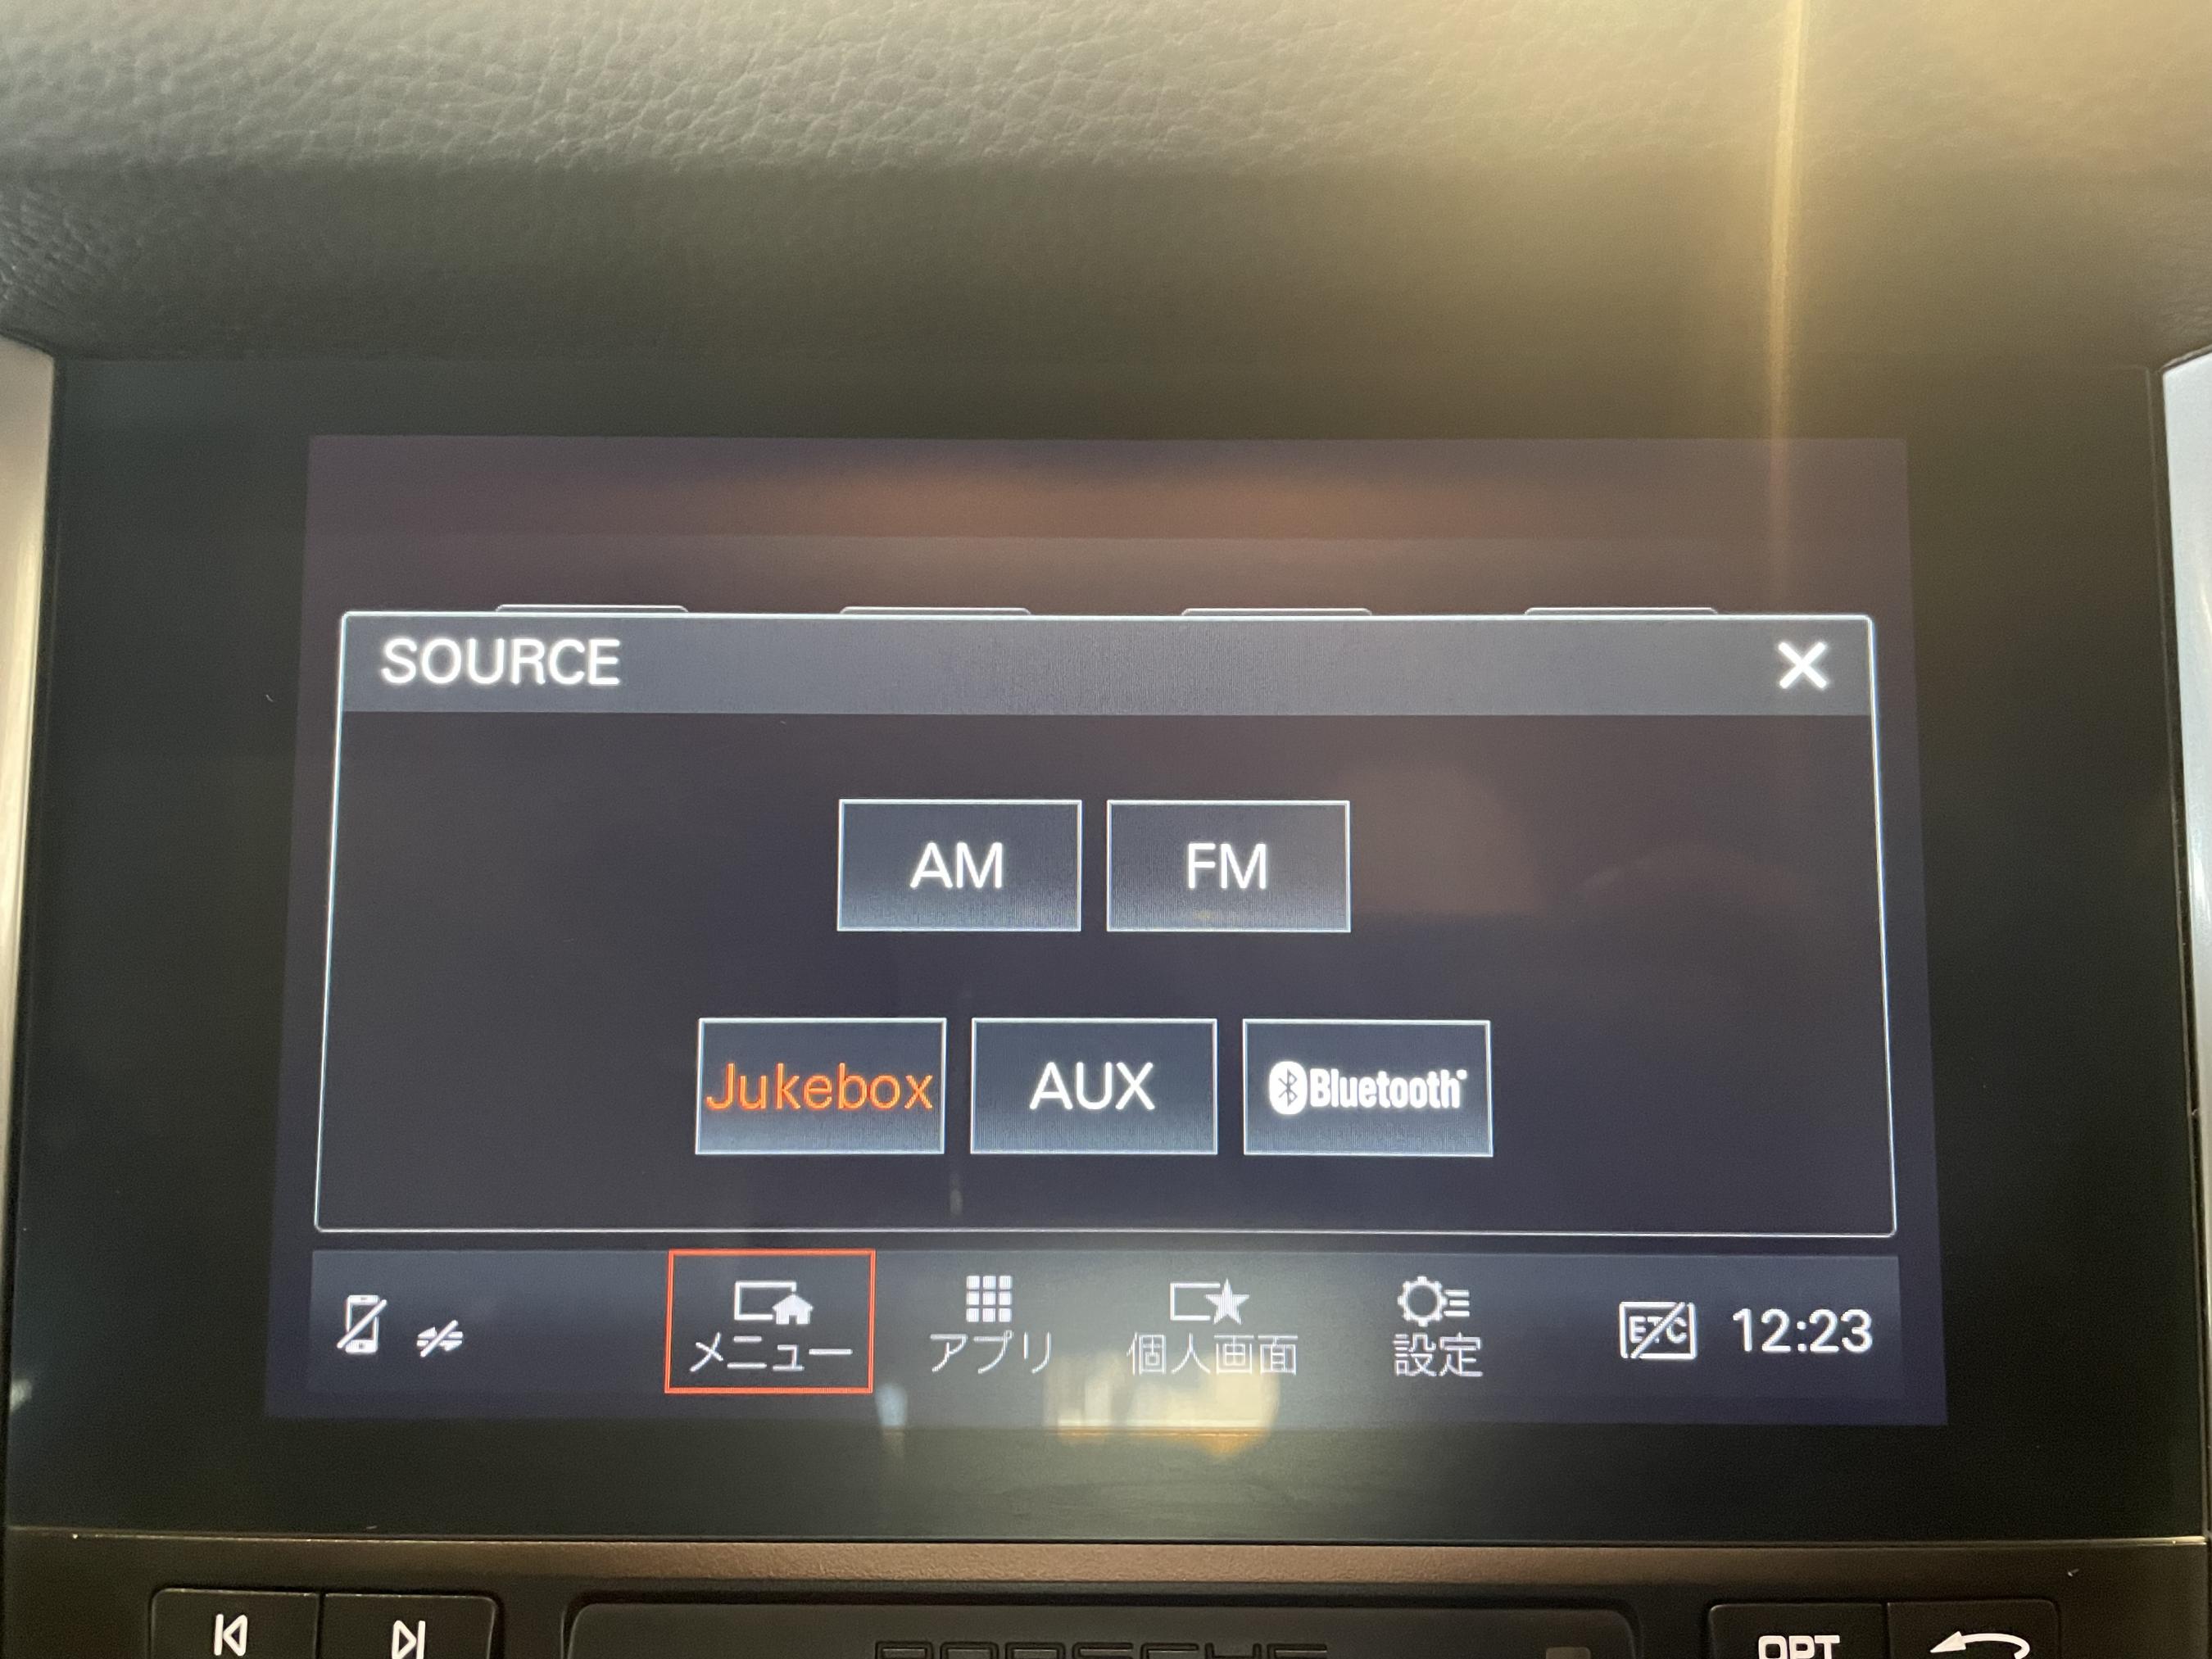 SOURCE
AM FM
Jukebox AUX Bluetooth
メニュー アプリ 個人画面 設定 ETC 12:23
PORSCHE
OPT